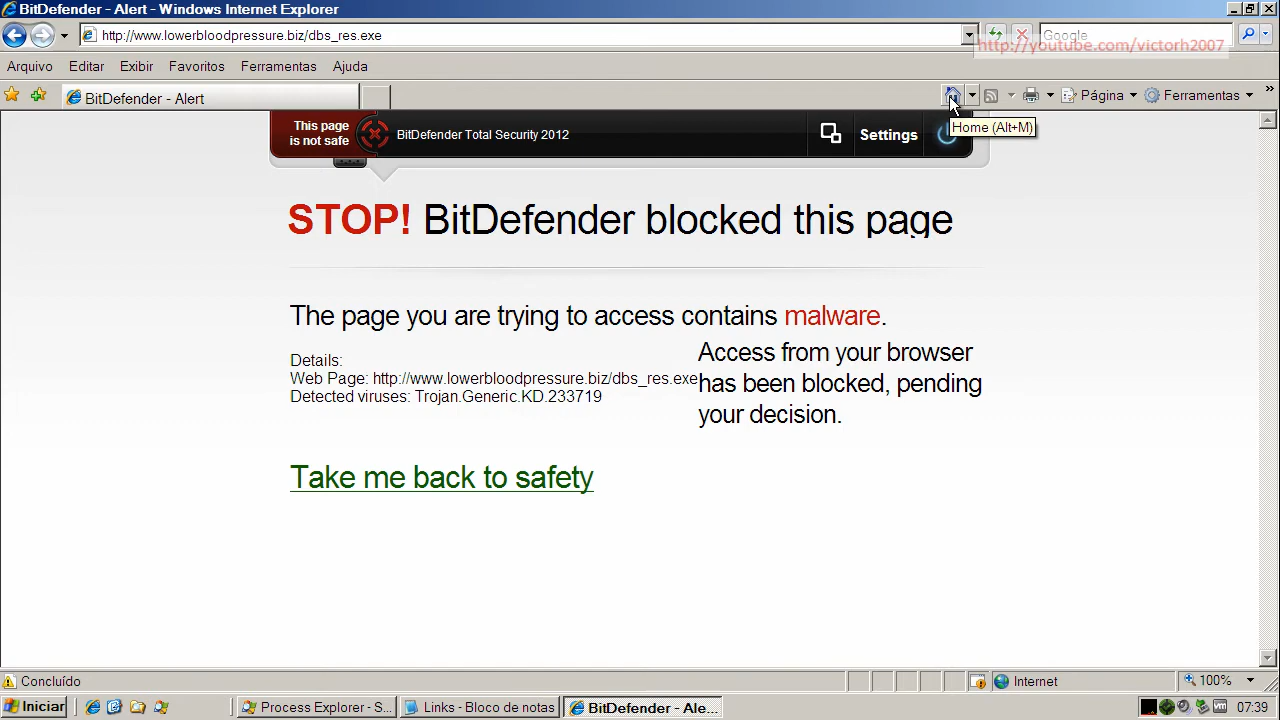 BitDefender - Alert - Windows Internet Explorer
http://www.lowerbloodpressure.biz/dbs_res.exe
Google
http://youtube.com/victorh2007
Arquivo Editar Exibir Favoritos Ferramentas Ajuda
BitDefender - Alert
Página Ferramentas »
Home (Alt+M)
This page
is not safe
BitDefender Total Security 2012
Settings
STOP! BitDefender blocked this page
The page you are trying to access contains malware.
Details:
Web Page: http://www.lowerbloodpressure.biz/dbs_res.exe
Detected viruses: Trojan.Generic.KD.233719
Access from your browser
has been blocked, pending
your decision.
Take me back to safety
Concluído
Internet
100%
Iniciar
Process Explorer - S...
Links - Bloco de notas
BitDefender - Ale...
07:39